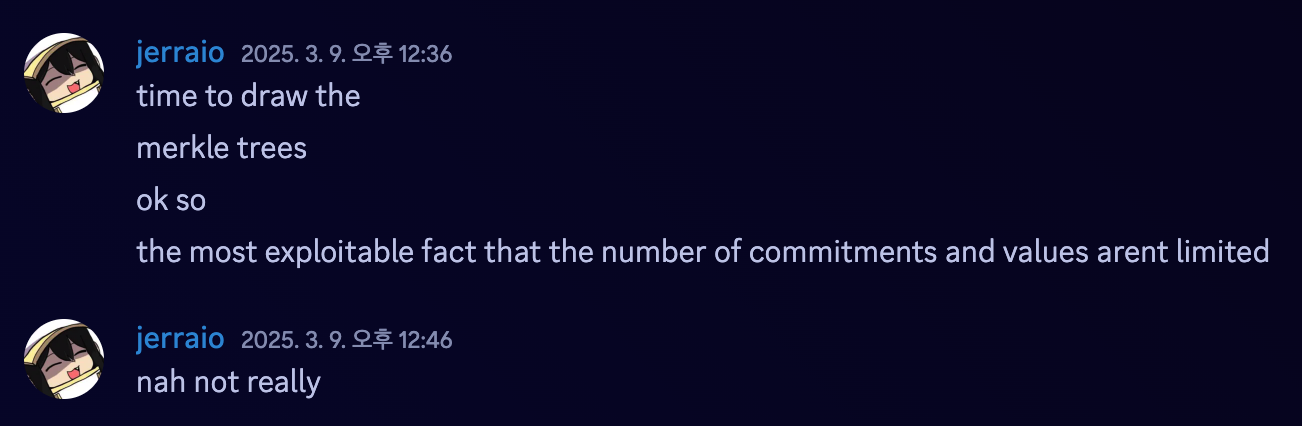 jerraio 2025. 3. 9. 오후 12:36
time to draw the
merkle trees
ok so
the most exploitable fact that the number of commitments and values arent limited
jerraio 2025. 3. 9. 오후 12:46
nah not really